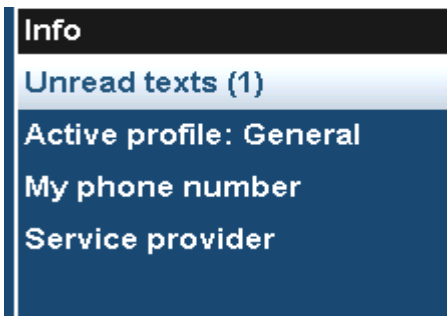 Info
Unread texts (1)
Active profile: General
My phone number
Service provider